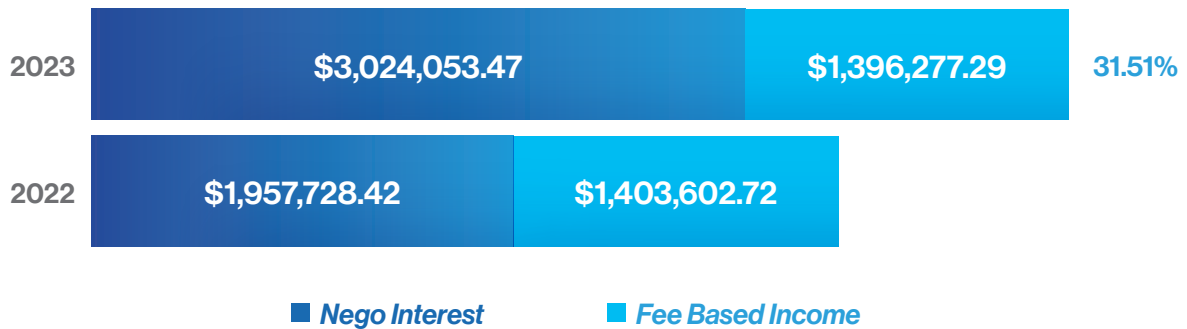 2023 $3,024,053.47 $1,396,277.29 31.51%
2022 $1,957,728.42 $1,403,602.72
Nego Interest Fee Based Income